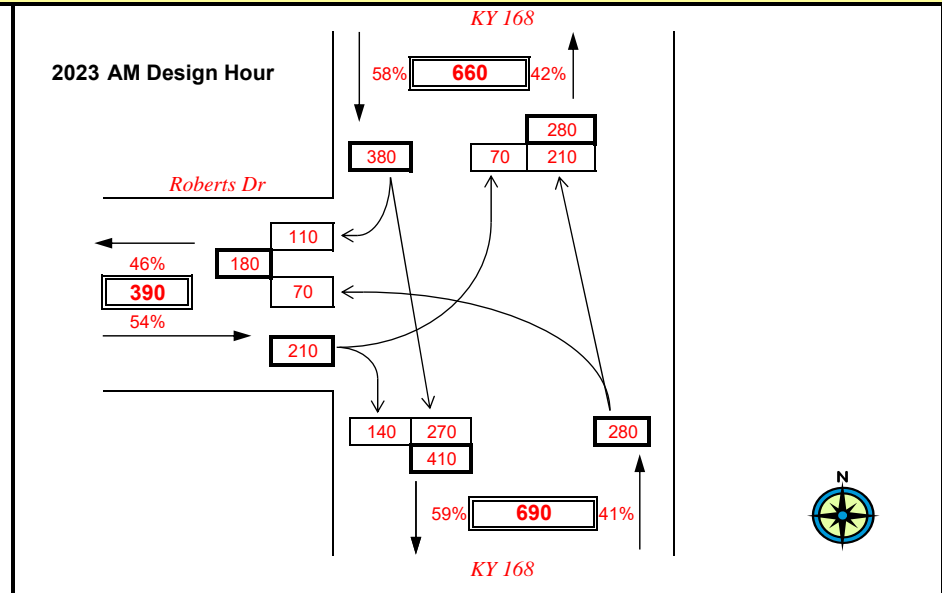 KY 168
2023 AM Design Hour
58% 660 42%
280
380 70 210
Roberts Dr
110
46% 180
390 70
54%
210
140 270 280
410
59% 690 41%
KY 168
N